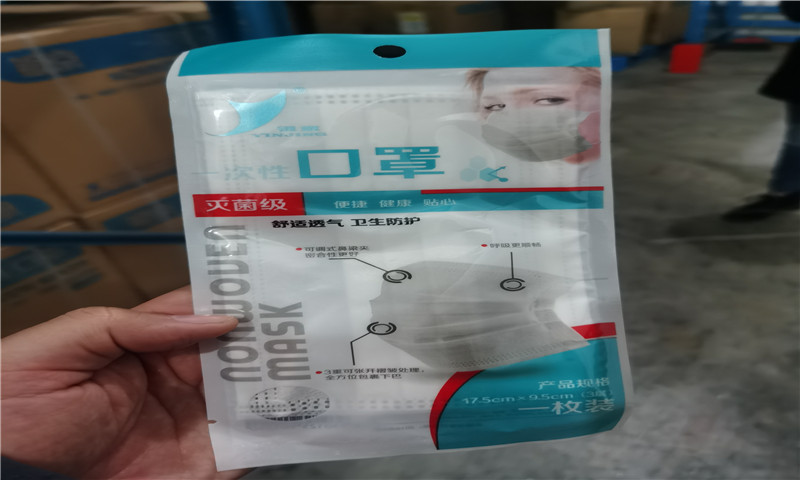 一次性 口罩
灭菌级 便捷 健康 贴心
舒适透气 卫生防护
可调式鼻梁夹
密合性更好
呼吸更顺畅
NONWOVEN
MASK
3层可张开褶皱处理,
全方位包裹下巴
产品规格
17.5cm×9.5cm(3层)
一枚装